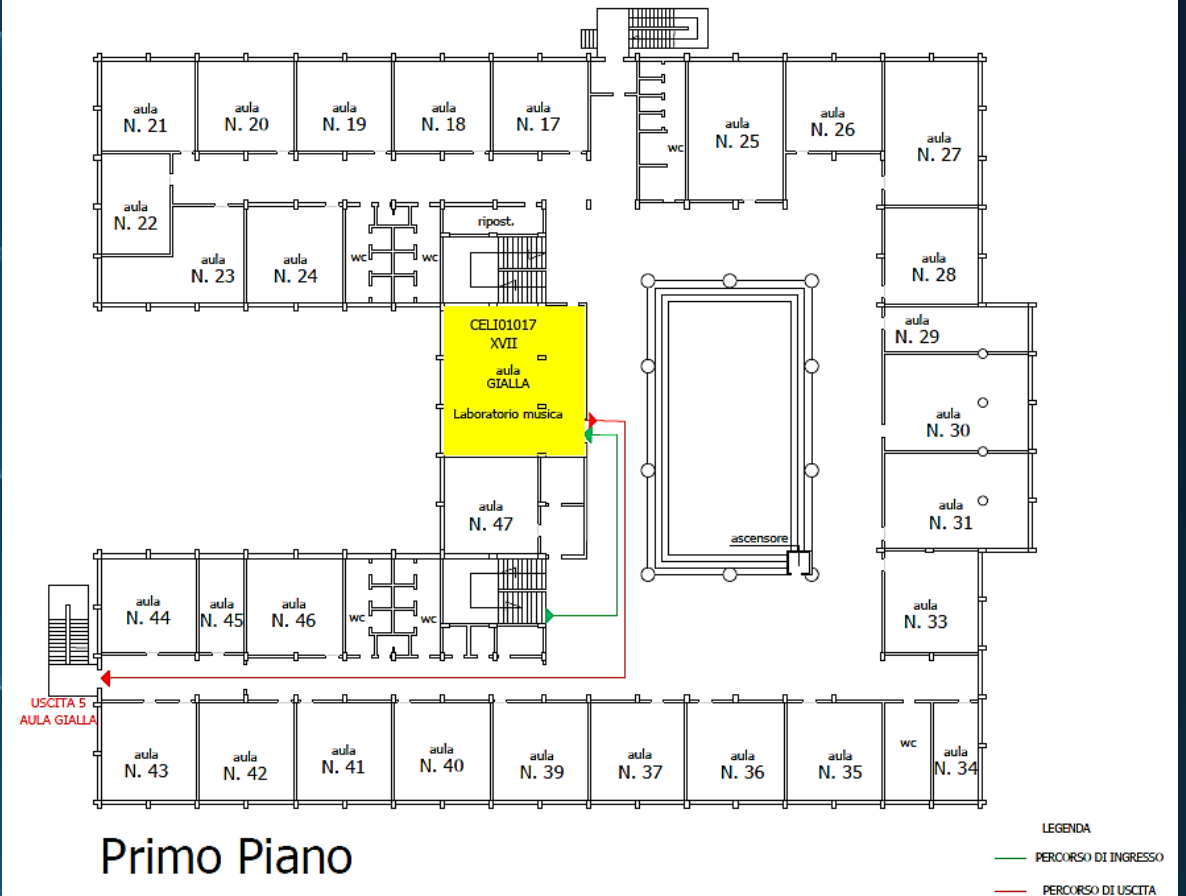 aula
N. 21
aula
N. 20
aula
N. 19
aula
N. 18
aula
N. 17
wc
aula
N. 25
aula
N. 26
aula
N. 27
aula
N. 22
aula
N. 23
aula
N. 24
wc
wc
ripost.
aula
N. 28
CELI01017
XVII
aula
GIALLA
Laboratorio musica
aula
N. 29
aula
N. 30
aula
N. 31
aula
N. 47
ascensore
aula
N. 44
aula
N. 45
aula
N. 46
wc
wc
aula
N. 33
USCITA 5
AULA GIALLA
aula
N. 43
aula
N. 42
aula
N. 41
aula
N. 40
aula
N. 39
aula
N. 37
aula
N. 36
aula
N. 35
wc
aula
N. 34
Primo Piano
LEGENDA
PERCORSO DI INGRESSO
PERCORSO DI USCITA